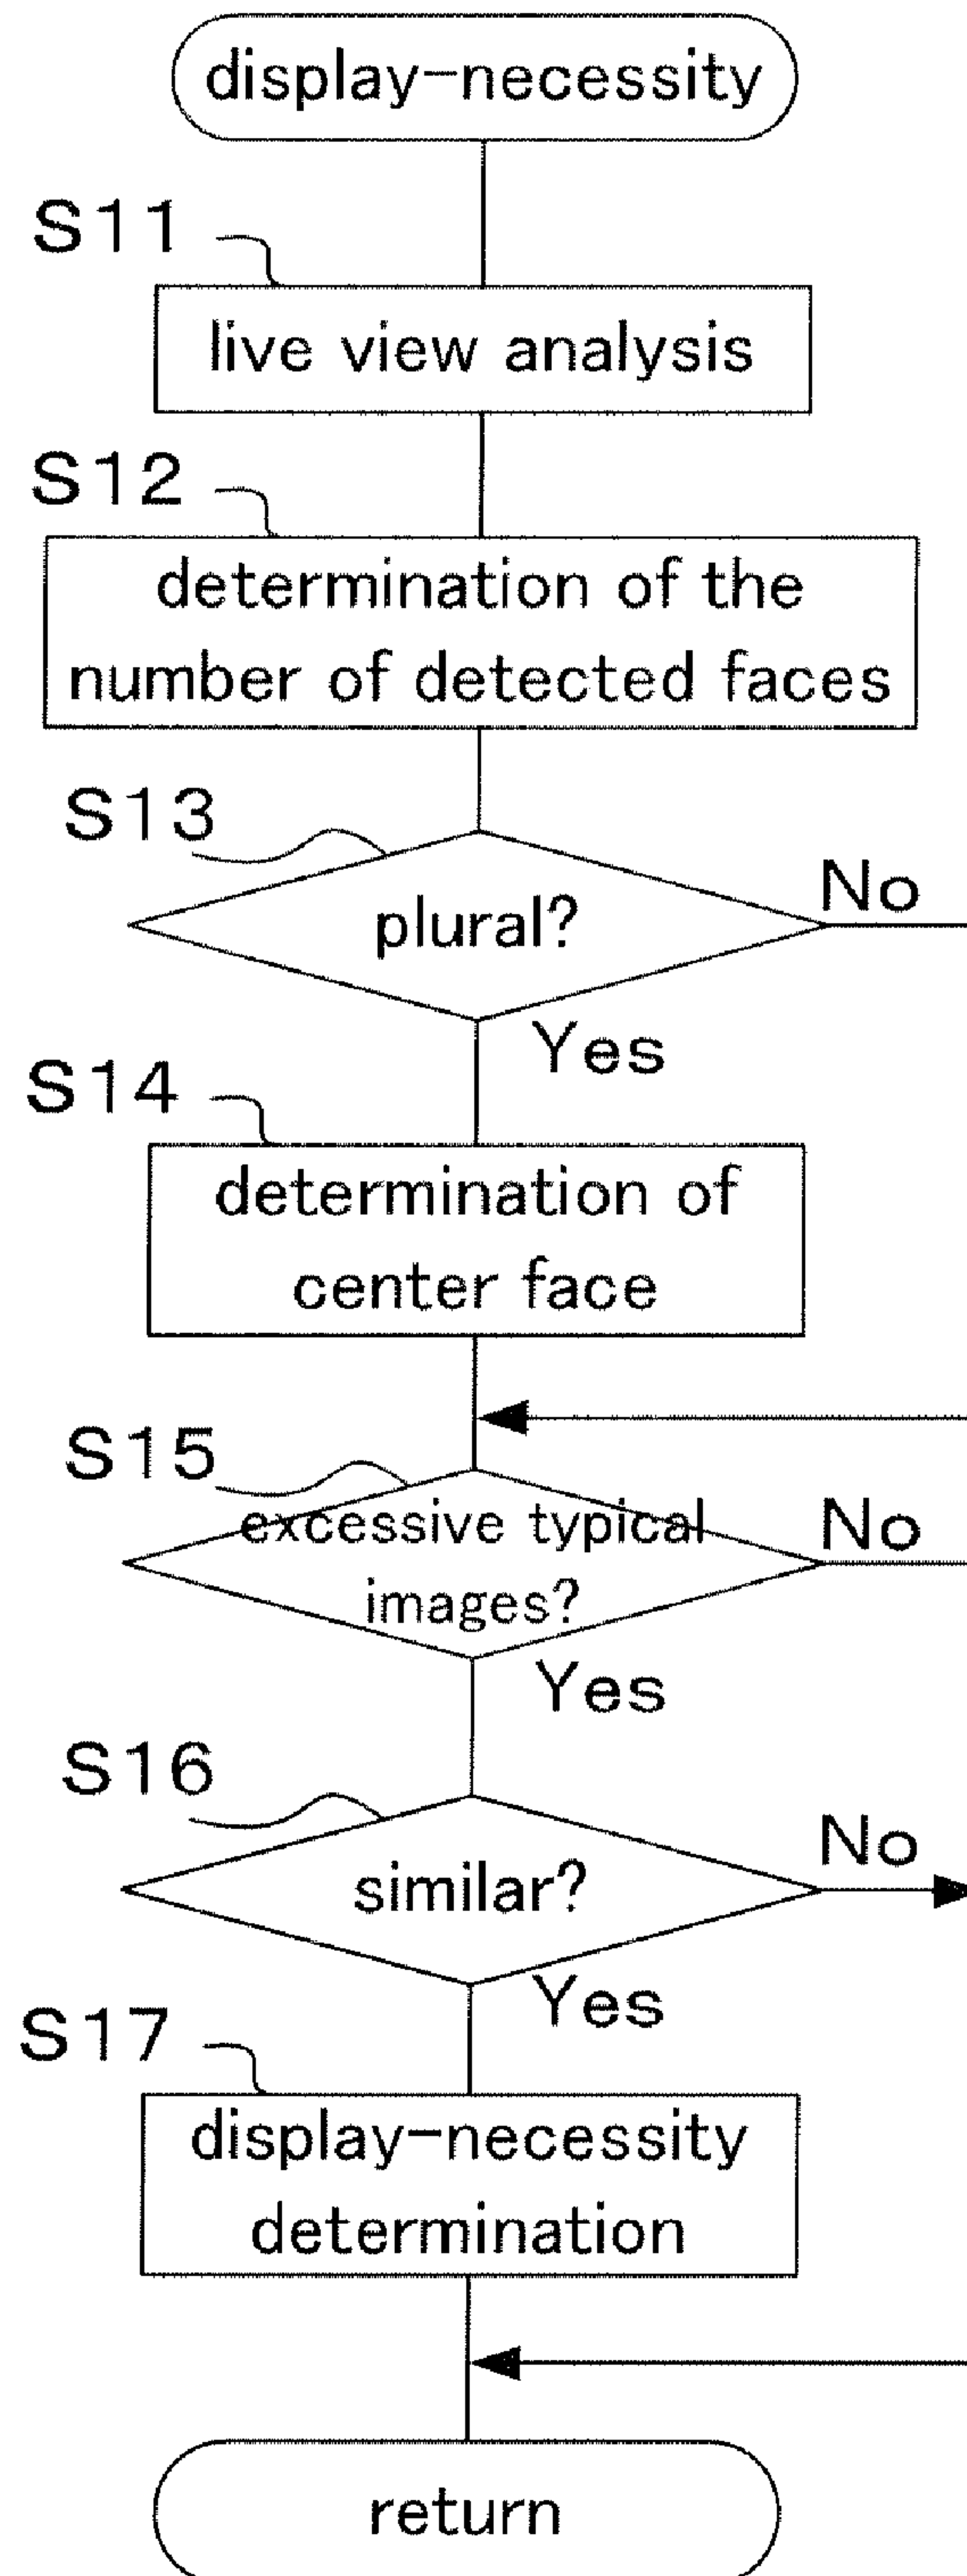 display-necessity
S11
live view analysis
S12
determination of the
number of detected faces
S13
plural?
No
Yes
S14
determination of
center face
S15
excessive typical
images?
No
Yes
S16
similar?
No
Yes
S17
display-necessity
determination
return